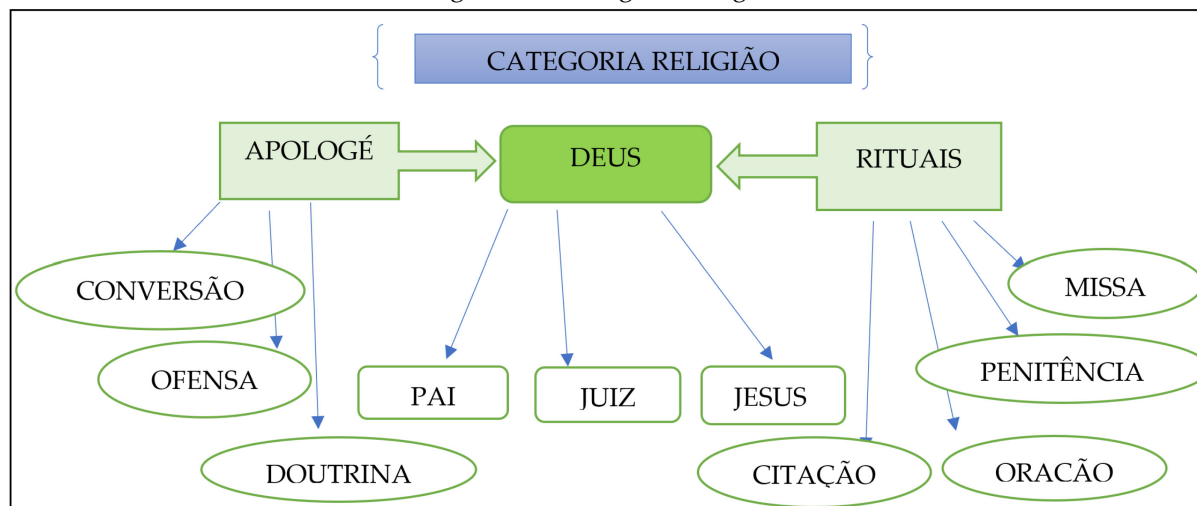 CATEGORIA RELIGIÃO
APOLOGÉ
DEUS
RITUAIS
CONVERSÃO
MISSA
OFENSA
PAI
JUIZ
JESUS
PENITÊNCIA
DOUTRINA
CITAÇÃO
ORACÃO